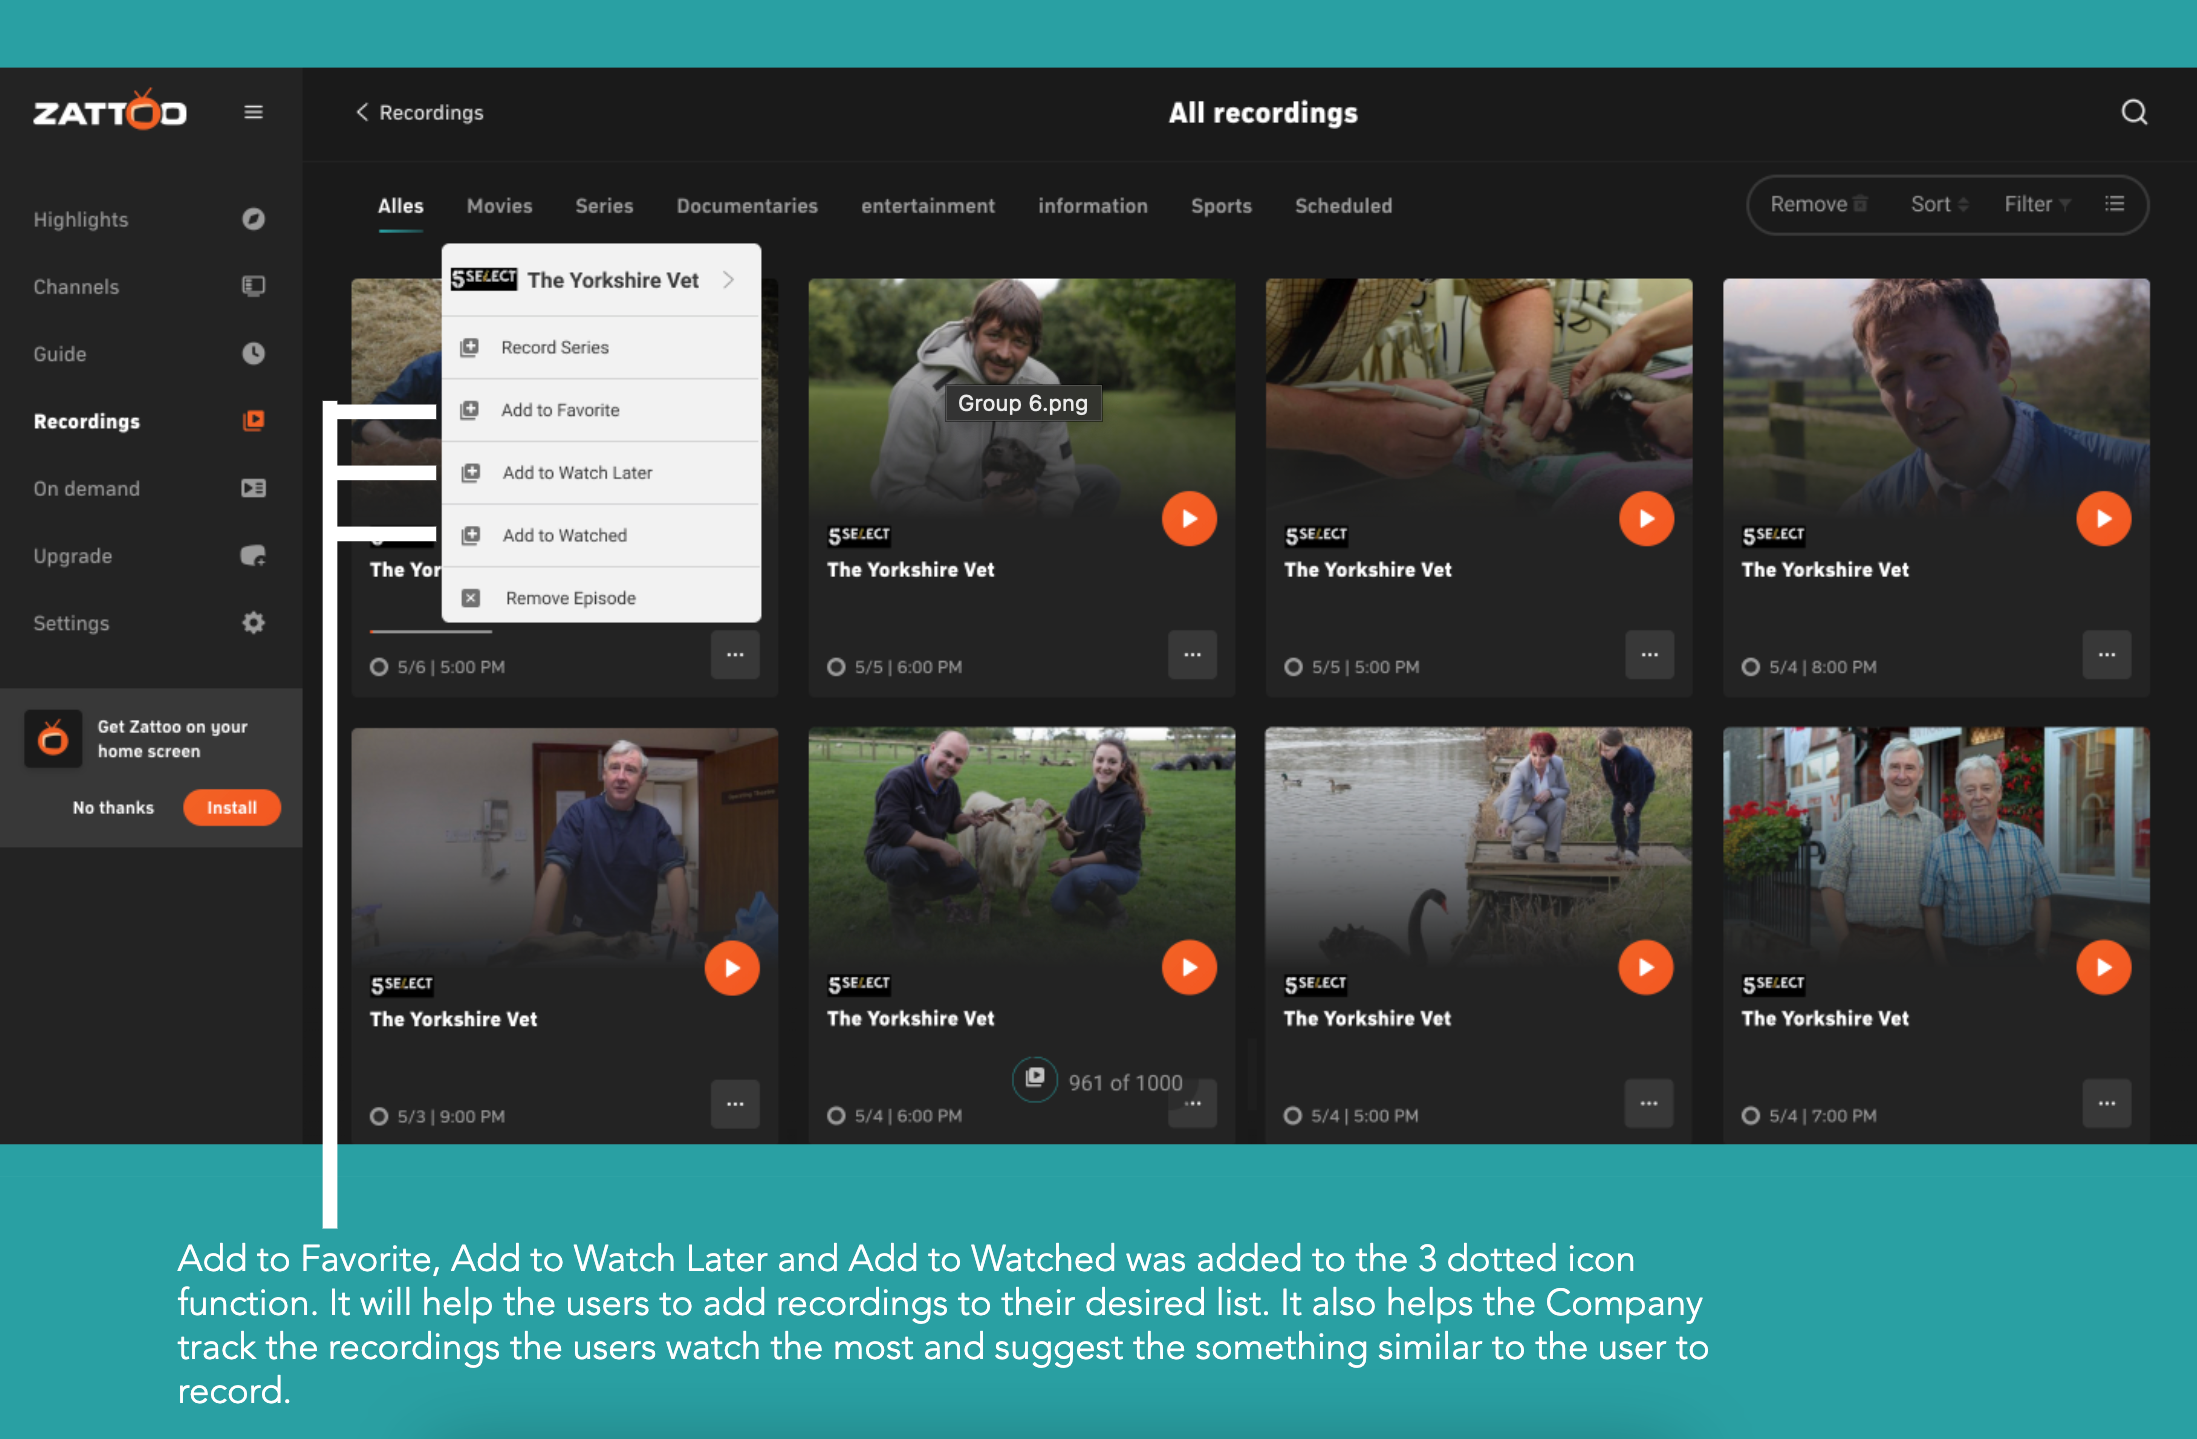 ZATTOO
Recordings
All recordings
Highlights
Channels
Guide
Recordings
On demand
Upgrade
Settings
Get Zattoo on your
home screen
No thanks
Install
Alles Movies Series Documentaries entertainment information Sports Scheduled
Remove Sort Filter
5SELECT The Yorkshire Vet
Record Series
Add to Favorite
Add to Watch Later
Add to Watched
Remove Episode
The Yor
5/6 | 5:00 PM
...
Group 6.png
5SELECT
The Yorkshire Vet
5/5 | 6:00 PM
...
5SELECT
The Yorkshire Vet
5/5 | 5:00 PM
...
5SELECT
The Yorkshire Vet
5/4 | 8:00 PM
...
5SELECT
The Yorkshire Vet
5/3 | 9:00 PM
...
5SELECT
The Yorkshire Vet
961 of 1000
5/4 | 6:00 PM
...
5SELECT
The Yorkshire Vet
5/4 | 5:00 PM
...
5SELECT
The Yorkshire Vet
5/4 | 7:00 PM
...
Add to Favorite, Add to Watch Later and Add to Watched was added to the 3 dotted icon
function. It will help the users to add recordings to their desired list. It also helps the Company
track the recordings the users watch the most and suggest the something similar to the user to
record.